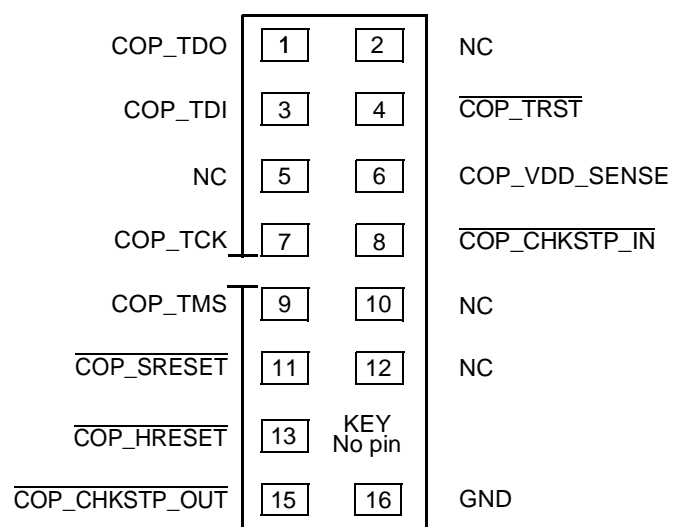 COP_TDO 1 2 NC
COP_TDI 3 4 COP_TRST
NC 5 6 COP_VDD_SENSE
COP_TCK 7 8 COP_CHKSTP_IN
COP_TMS 9 10 NC
COP_SRESET 11 12 NC
COP_HRESET 13 KEY
No pin
COP_CHKSTP_OUT 15 16 GND